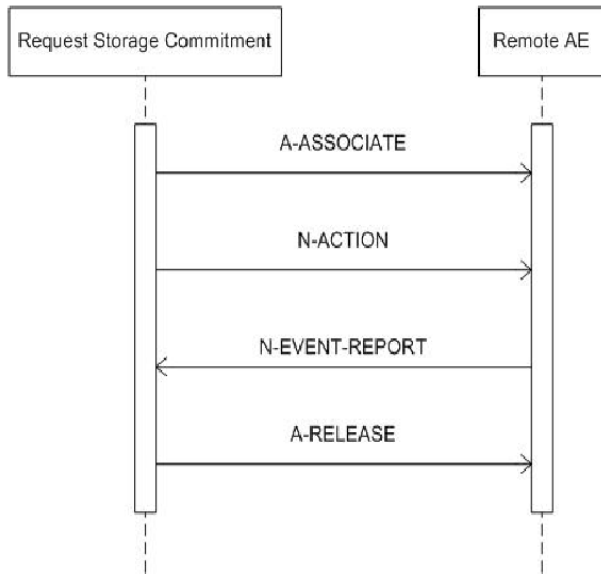 Request Storage Commitment
Remote AE
A-ASSOCIATE
N-ACTION
N-EVENT-REPORT
A-RELEASE